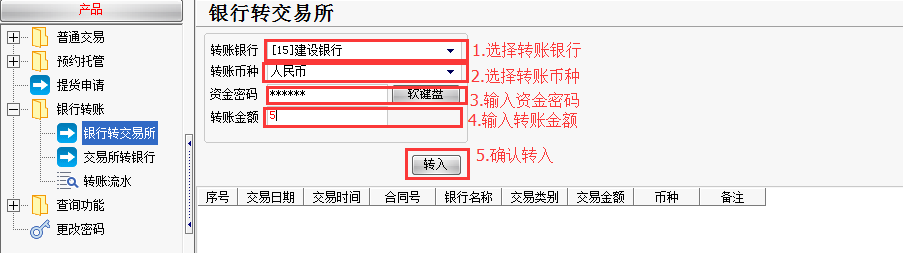 产品
普通交易
预约托管
提货申请
银行转账
银行转交易所
交易所转银行
转账流水
查询功能
更改密码
银行转交易所
转账银行 [15]建设银行 1.选择转账银行
转账币种 人民币 2.选择转账币种
资金密码 ****** 软键盘 3.输入资金密码
转账金额 5 4.输入转账金额
转入 5.确认转入
序号 交易日期 交易时间 合同号 银行名称 交易类别 交易金额 币种 备注